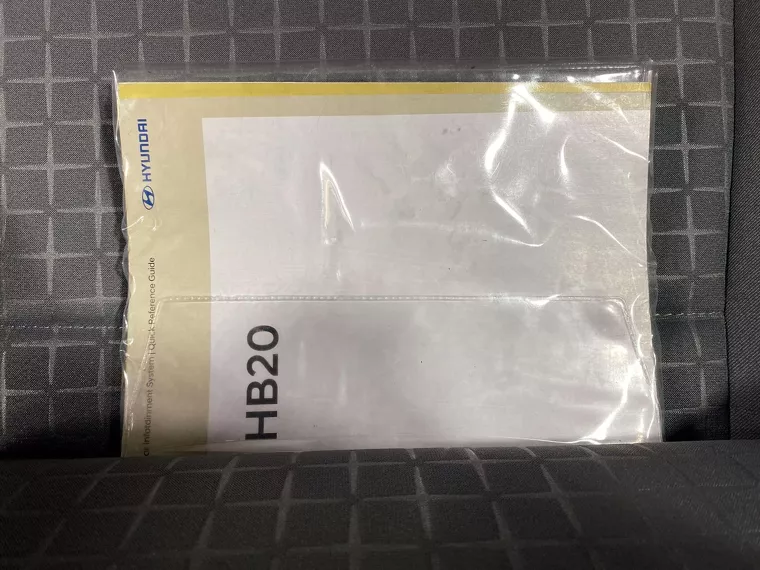 HYUNDAI
Infotainment System | Quick Reference Guide
HB20